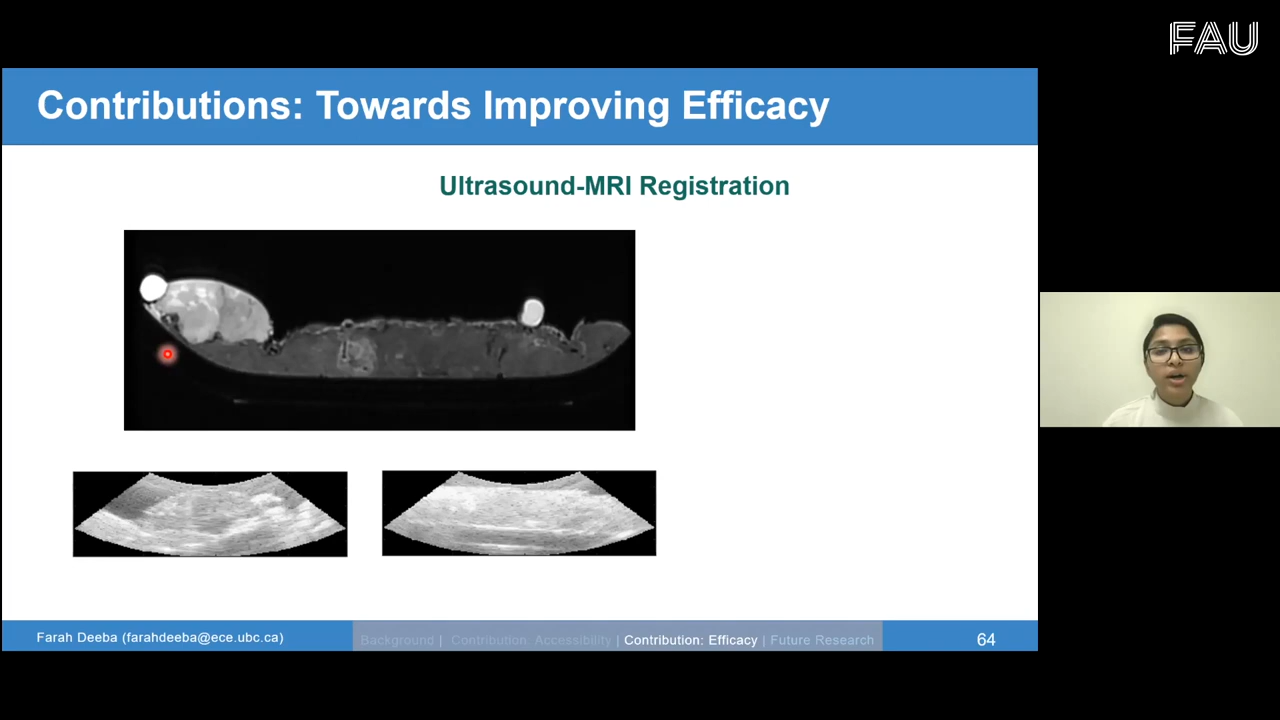 FAU
Contributions: Towards Improving Efficacy
Ultrasound-MRI Registration
Farah Deeba (farahdeeba@ece.ubc.ca)
Background | Contribution: Accessibility | Contribution: Efficacy | Future Research
64